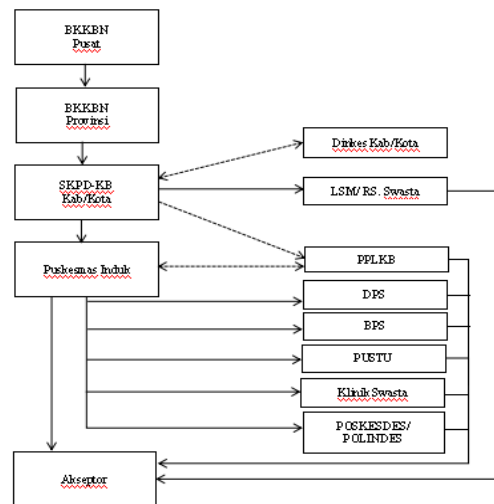 BKKBN
Pusat
BKKBN
Provinsi
Dinkes Kab/Kota
SKPD-KB
Kab/Kota
LSM/ RS. Swasta
Puskesmas Induk
PPLKB
DPS
BPS
PUSTU
Klinik Swasta
POSKESDES/
POLINDES
Akseptor